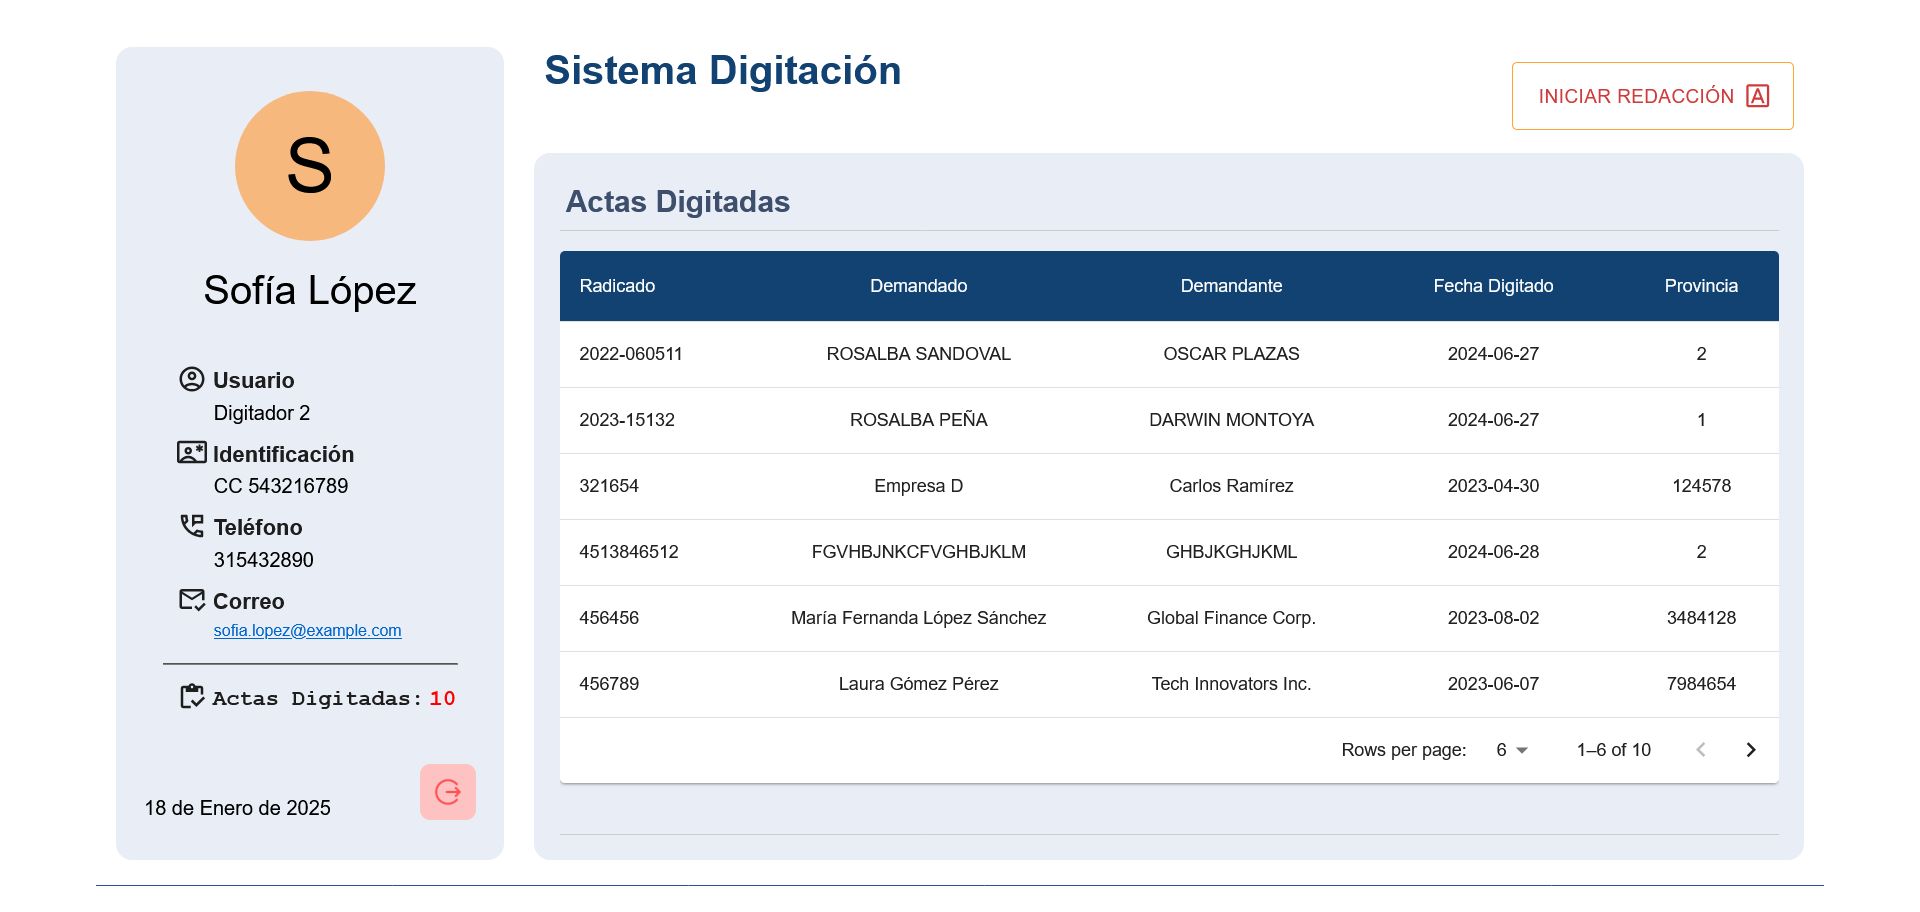 S
Sofía López
Usuario
Digitador 2
Identificación
CC 543216789
Teléfono
315432890
Correo
sofia.lopez@example.com
Actas Digitadas: 10
18 de Enero de 2025
Sistema Digitación
INICIAR REDACCIÓN A
Actas Digitadas
Radicado Demandado Demandante Fecha Digitado Provincia
2022-060511 ROSALBA SANDOVAL OSCAR PLAZAS 2024-06-27 2
2023-15132 ROSALBA PEÑA DARWIN MONTOYA 2024-06-27 1
321654 Empresa D Carlos Ramírez 2023-04-30 124578
4513846512 FGVHBJNKCFVGHBJKLM GHBJKGHJKML 2024-06-28 2
456456 María Fernanda López Sánchez Global Finance Corp. 2023-08-02 3484128
456789 Laura Gómez Pérez Tech Innovators Inc. 2023-06-07 7984654
Rows per page: 6 1–6 of 10